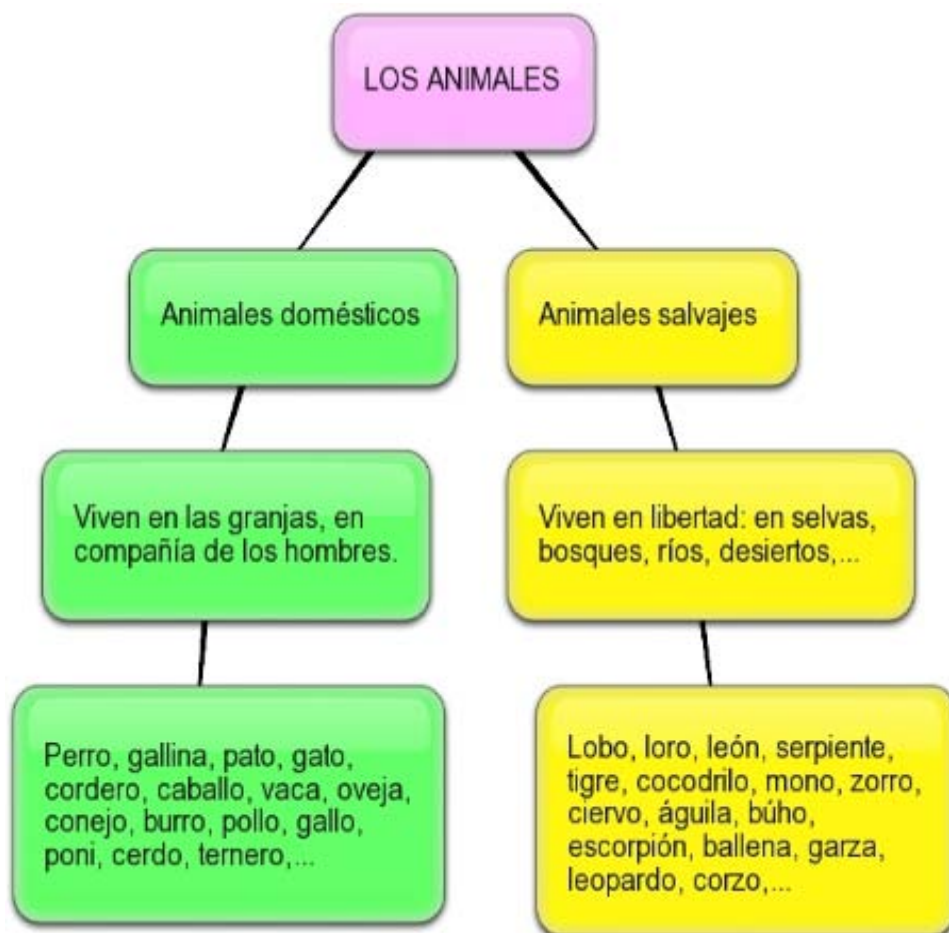 LOS ANIMALES
Animales domésticos
Animales salvajes
Viven en las granjas, en
compañía de los hombres.
Viven en libertad: en selvas,
bosques, ríos, desiertos,...
Perro, gallina, pato, gato,
cordero, caballo, vaca, oveja,
conejo, burro, pollo, gallo,
poni, cerdo, ternero,...
Lobo, loro, león, serpiente,
tigre, cocodrilo, mono, zorro,
ciervo, águila, búho,
escorpión, ballena, garza,
leopardo, corzo,...